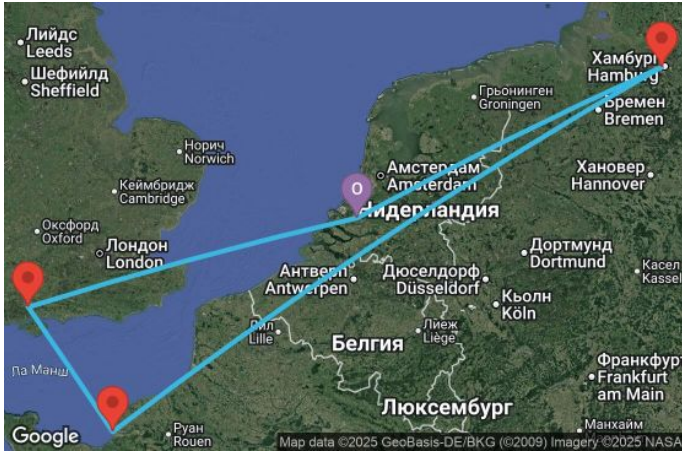 Лийдс
Leeds
Шефийлд
Sheffield
Хамбург
Hamburg
Грьонинген
Groningen
Бремен
Bremen
Норич
Norwich
Амстердам
Amsterdam
Хановер
Hannover
Кеймбридж
Cambridge
O
Нидерландия
Оксфорд
Oxford
Лондон
London
Дортмунд
Dortmund
Антверп
Antwerpen
Дюселдорф
Düsseldorf
Касел
Kassel
Кьолн
Köln
Лил
Lille
Белгия
Лиеж
Liège
Ла Манш
Франкфурт
Frankfurt
am Main
Люксембург
Руан
Rouen
Манхайм
Google
Map data ©2025 GeoBasis-DE/BKG (©2009) Imagery ©2025 NASA